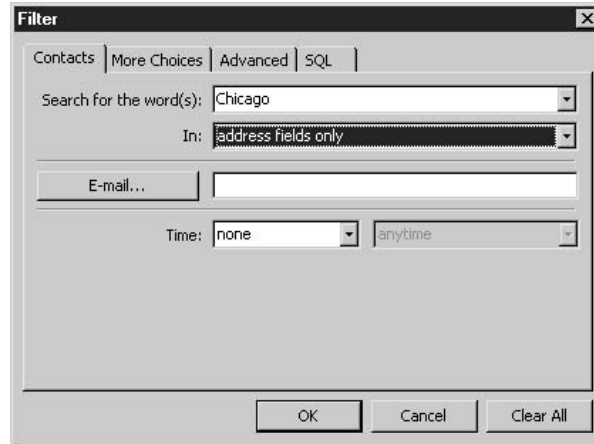 Filter
Contacts More Choices Advanced SQL
Search for the word(s): Chicago
In: address fields only
E-mail...
Time: none anytime
OK Cancel Clear All